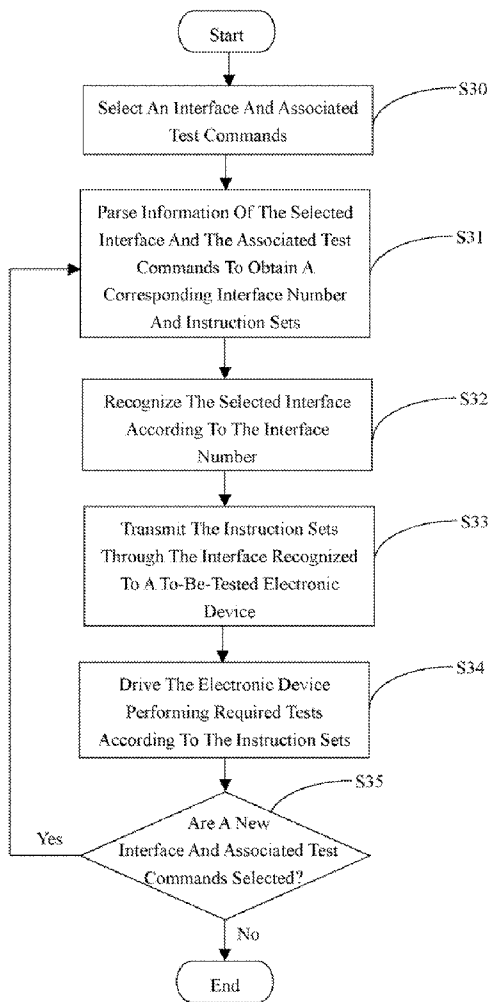 Start
Select An Interface And Associated
Test Commands
S30
Parse Information Of The Selected
Interface And The Associated Test
Commands To Obtain A
Corresponding Interface Number
And Instruction Sets
S31
Recognize The Selected Interface
According To The Interface
Number
S32
Transmit The Instruction Sets
Through The Interface Recognized
To A To-Be-Tested Electronic
Device
S33
Drive The Electronic Device
Performing Required Tests
According To The Instruction Sets
S34
S35
Are A New
Interface And Associated Test
Commands Selected?
Yes
No
End